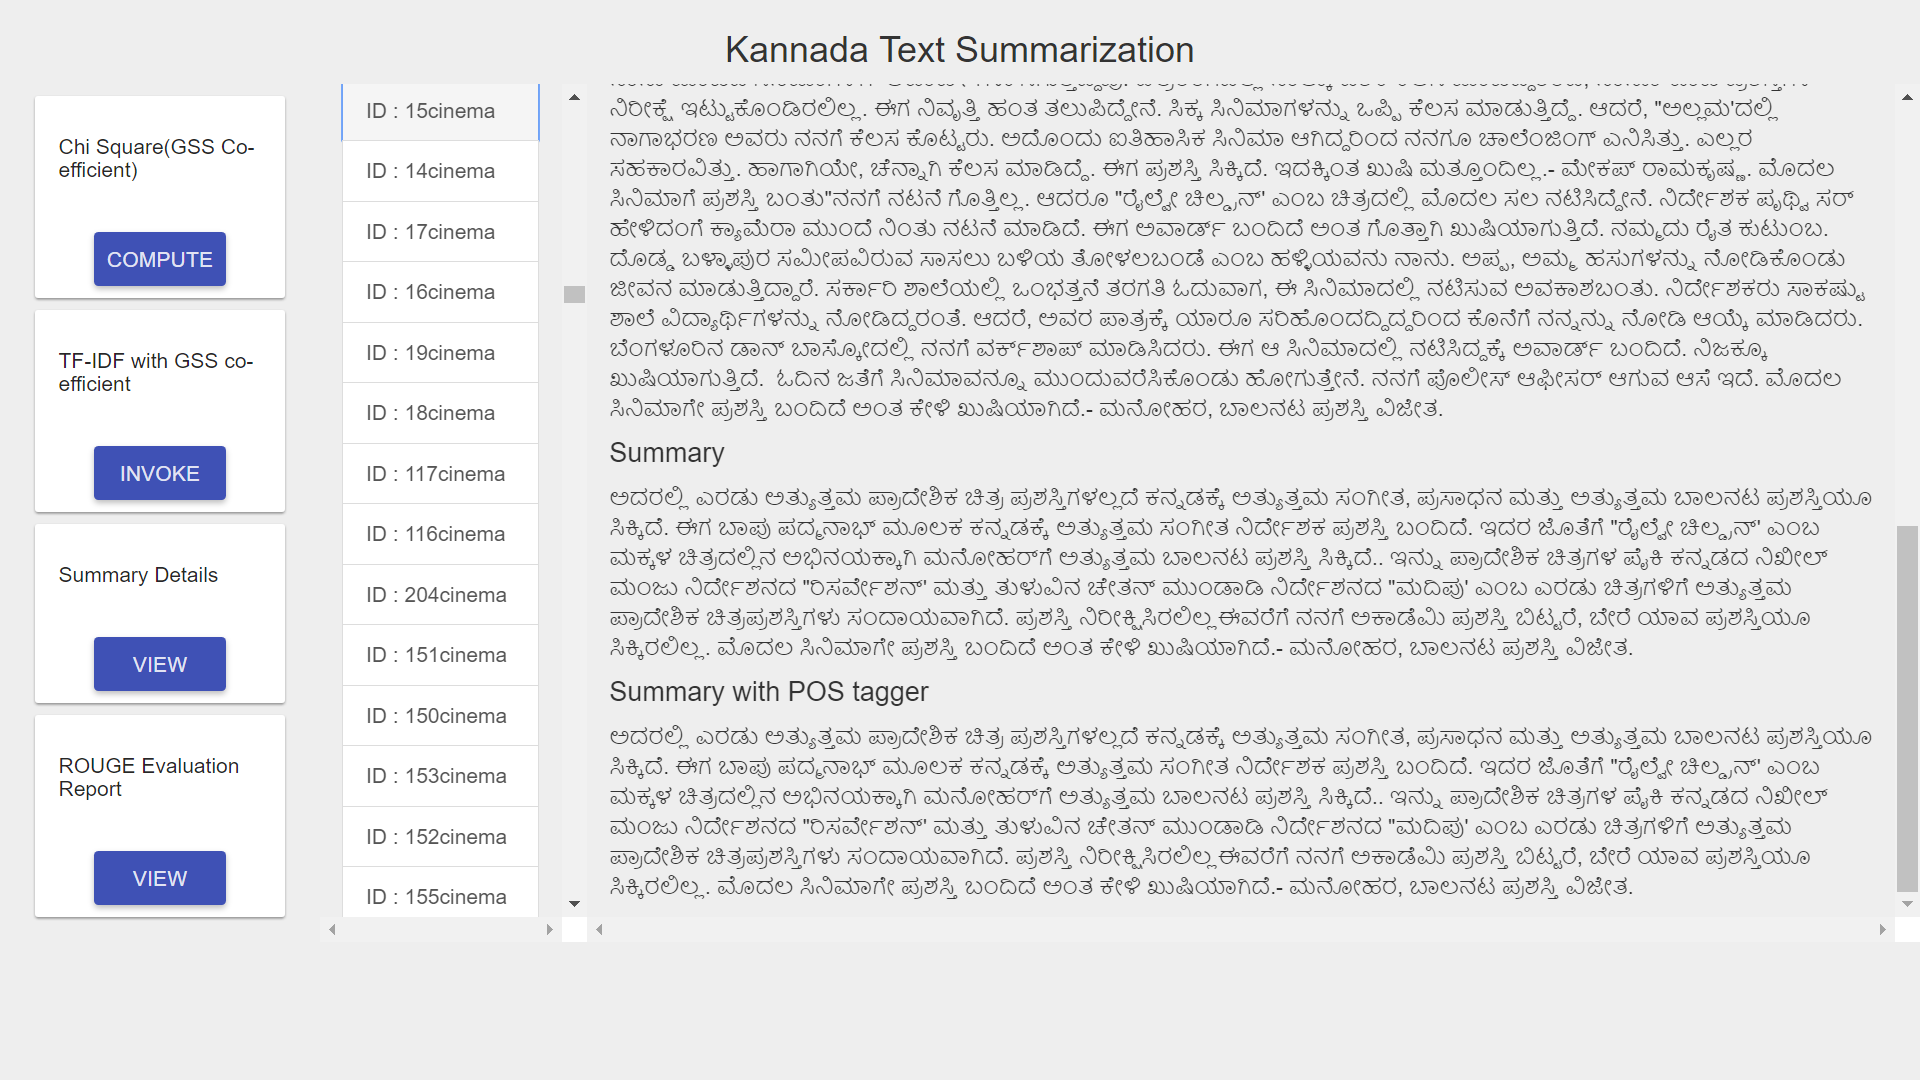 Kannada Text Summarization
Chi Square(GSS Co-
efficient)
COMPUTE
TF-IDF with GSS co-
efficient
INVOKE
Summary Details
VIEW
ROUGE Evaluation
Report
VIEW
ID : 15cinema
ID : 14cinema
ID : 17cinema
ID : 16cinema
ID : 19cinema
ID : 18cinema
ID : 117cinema
ID : 116cinema
ID : 204cinema
ID : 151cinema
ID : 150cinema
ID : 153cinema
ID : 152cinema
ID : 155cinema
ನಿರೀಕ್ಷೆ ಇಟ್ಟುಕೊಂಡಿರಲಿಲ್ಲ. ಈಗ ನಿವೃತ್ತಿ ಹಂತ ತಲುಪಿದ್ದೇನೆ. ಸಿಕ್ಕ ಸಿನಿಮಾಗಳನ್ನು ಒಪ್ಪಿ ಕೆಲಸ ಮಾಡುತ್ತಿದ್ದೆ. ಆದರೆ, "ಅಲ್ಲಮ'ದಲ್ಲಿ
ನಾಗಾಭರಣ ಅವರು ನನಗೆ ಕೆಲಸ ಕೊಟ್ಟರು. ಅದೊಂದು ಐತಿಹಾಸಿಕ ಸಿನಿಮಾ ಆಗಿದ್ದರಿಂದ ನನಗೂ ಚಾಲೆಂಜಿಂಗ್ ಎನಿಸಿತ್ತು. ಎಲ್ಲರ
ಸಹಕಾರವಿತ್ತು. ಹಾಗಾಗಿಯೇ, ಚೆನ್ನಾಗಿ ಕೆಲಸ ಮಾಡಿದ್ದೆ. ಈಗ ಪ್ರಶಸ್ತಿ ಸಿಕ್ಕಿದೆ. ಇದಕ್ಕಿಂತ ಖುಷಿ ಮತ್ತೊಂದಿಲ್ಲ.- ಮೇಕಪ್ ರಾಮಕೃಷ್ಣ. ಮೊದಲ
ಸಿನಿಮಾಗೆ ಪ್ರಶಸ್ತಿ ಬಂತು"ನನಗೆ ನಟನೆ ಗೊತ್ತಿಲ್ಲ. ಆದರೂ "ರೈಲ್ವೇ ಚಿಲ್ಡ್ರನ್' ಎಂಬ ಚಿತ್ರದಲ್ಲಿ ಮೊದಲ ಸಲ ನಟಿಸಿದ್ದೇನೆ. ನಿರ್ದೇಶಕ ಪೃಥ್ವಿ ಸರ್
ಹೇಳಿದಂಗೆ ಕ್ಯಾಮೆರಾ ಮುಂದೆ ನಿಂತು ನಟನೆ ಮಾಡಿದೆ. ಈಗ ಅವಾರ್ಡ್ ಬಂದಿದೆ ಅಂತ ಗೊತ್ತಾಗಿ ಖುಷಿಯಾಗುತ್ತಿದೆ. ನಮ್ಮದು ರೈತ ಕುಟುಂಬ.
ದೊಡ್ಡ ಬಳ್ಳಾಪುರ ಸಮೀಪವಿರುವ ಸಾಸಲು ಬಳಿಯ ತೋಳಲಬಂಡೆ ಎಂಬ ಹಳ್ಳಿಯವನು ನಾನು. ಅಪ್ಪ, ಅಮ್ಮ ಹಸುಗಳನ್ನು ನೋಡಿಕೊಂಡು
ಜೀವನ ಮಾಡುತ್ತಿದ್ದಾರೆ. ಸರ್ಕಾರಿ ಶಾಲೆಯಲ್ಲಿ ಒಂಭತ್ತನೆ ತರಗತಿ ಓದುವಾಗ, ಈ ಸಿನಿಮಾದಲ್ಲಿ ನಟಿಸುವ ಅವಕಾಶಬಂತು. ನಿರ್ದೇಶಕರು ಸಾಕಷ್ಟು
ಶಾಲೆ ವಿದ್ಯಾರ್ಥಿಗಳನ್ನು ನೋಡಿದ್ದರಂತೆ. ಆದರೆ, ಅವರ ಪಾತ್ರಕ್ಕೆ ಯಾರೂ ಸರಿಹೊಂದದ್ದಿದ್ದರಿಂದ ಕೊನೆಗೆ ನನ್ನನ್ನು ನೋಡಿ ಆಯ್ಕೆ ಮಾಡಿದರು.
ಬೆಂಗಳೂರಿನ ಡಾನ್ ಬಾಸ್ಕೋದಲ್ಲಿ ನನಗೆ ವರ್ಕ್‌ಶಾಪ್ ಮಾಡಿಸಿದರು. ಈಗ ಆ ಸಿನಿಮಾದಲ್ಲಿ ನಟಿಸಿದ್ದಕ್ಕೆ ಅವಾರ್ಡ್ ಬಂದಿದೆ. ನಿಜಕ್ಕೂ
ಖುಷಿಯಾಗುತ್ತಿದೆ. ಓದಿನ ಜತೆಗೆ ಸಿನಿಮಾವನ್ನೂ ಮುಂದುವರೆಸಿಕೊಂಡು ಹೋಗುತ್ತೇನೆ. ನನಗೆ ಪೊಲೀಸ್ ಆಫೀಸರ್ ಆಗುವ ಆಸೆ ಇದೆ. ಮೊದಲ
ಸಿನಿಮಾಗೇ ಪ್ರಶಸ್ತಿ ಬಂದಿದೆ ಅಂತ ಕೇಳಿ ಖುಷಿಯಾಗಿದೆ.- ಮನೋಹರ, ಬಾಲನಟ ಪ್ರಶಸ್ತಿ ವಿಜೇತ.
Summary
ಅದರಲ್ಲಿ ಎರಡು ಅತ್ಯುತ್ತಮ ಪ್ರಾದೇಶಿಕ ಚಿತ್ರ ಪ್ರಶಸ್ತಿಗಳಲ್ಲದೆ ಕನ್ನಡಕ್ಕೆ ಅತ್ಯುತ್ತಮ ಸಂಗೀತ, ಪ್ರಸಾಧನ ಮತ್ತು ಅತ್ಯುತ್ತಮ ಬಾಲನಟ ಪ್ರಶಸ್ತಿಯೂ
ಸಿಕ್ಕಿದೆ. ಈಗ ಬಾಪು ಪದ್ಮನಾಭ್ ಮೂಲಕ ಕನ್ನಡಕ್ಕೆ ಅತ್ಯುತ್ತಮ ಸಂಗೀತ ನಿರ್ದೇಶಕ ಪ್ರಶಸ್ತಿ ಬಂದಿದೆ. ಇದರ ಜೊತೆಗೆ "ರೈಲ್ವೇ ಚಿಲ್ಡ್ರನ್' ಎಂಬ
ಮಕ್ಕಳ ಚಿತ್ರದಲ್ಲಿನ ಅಭಿನಯಕ್ಕಾಗಿ ಮನೋಹರ್‌ಗೆ ಅತ್ಯುತ್ತಮ ಬಾಲನಟ ಪ್ರಶಸ್ತಿ ಸಿಕ್ಕಿದೆ.. ಇನ್ನು ಪ್ರಾದೇಶಿಕ ಚಿತ್ರಗಳ ಪೈಕಿ ಕನ್ನಡದ ನಿಖೀಲ್
ಮಂಜು ನಿರ್ದೇಶನದ "ರಿಸರ್ವೇಶನ್' ಮತ್ತು ತುಳುವಿನ ಚೇತನ್ ಮುಂಡಾಡಿ ನಿರ್ದೇಶನದ "ಮದಿಪು' ಎಂಬ ಎರಡು ಚಿತ್ರಗಳಿಗೆ ಅತ್ಯುತ್ತಮ
ಪ್ರಾದೇಶಿಕ ಚಿತ್ರಪ್ರಶಸ್ತಿಗಳು ಸಂದಾಯವಾಗಿದೆ. ಪ್ರಶಸ್ತಿ ನಿರೀಕ್ಷಿಸಿರಲಿಲ್ಲಈವರೆಗೆ ನನಗೆ ಅಕಾಡೆಮಿ ಪ್ರಶಸ್ತಿ ಬಿಟ್ಟರೆ, ಬೇರೆ ಯಾವ ಪ್ರಶಸ್ತಿಯೂ
ಸಿಕ್ಕಿರಲಿಲ್ಲ. ಮೊದಲ ಸಿನಿಮಾಗೇ ಪ್ರಶಸ್ತಿ ಬಂದಿದೆ ಅಂತ ಕೇಳಿ ಖುಷಿಯಾಗಿದೆ.- ಮನೋಹರ, ಬಾಲನಟ ಪ್ರಶಸ್ತಿ ವಿಜೇತ.
Summary with POS tagger
ಅದರಲ್ಲಿ ಎರಡು ಅತ್ಯುತ್ತಮ ಪ್ರಾದೇಶಿಕ ಚಿತ್ರ ಪ್ರಶಸ್ತಿಗಳಲ್ಲದೆ ಕನ್ನಡಕ್ಕೆ ಅತ್ಯುತ್ತಮ ಸಂಗೀತ, ಪ್ರಸಾಧನ ಮತ್ತು ಅತ್ಯುತ್ತಮ ಬಾಲನಟ ಪ್ರಶಸ್ತಿಯೂ
ಸಿಕ್ಕಿದೆ. ಈಗ ಬಾಪು ಪದ್ಮನಾಭ್ ಮೂಲಕ ಕನ್ನಡಕ್ಕೆ ಅತ್ಯುತ್ತಮ ಸಂಗೀತ ನಿರ್ದೇಶಕ ಪ್ರಶಸ್ತಿ ಬಂದಿದೆ. ಇದರ ಜೊತೆಗೆ "ರೈಲ್ವೇ ಚಿಲ್ಡ್ರನ್' ಎಂಬ
ಮಕ್ಕಳ ಚಿತ್ರದಲ್ಲಿನ ಅಭಿನಯಕ್ಕಾಗಿ ಮನೋಹರ್‌ಗೆ ಅತ್ಯುತ್ತಮ ಬಾಲನಟ ಪ್ರಶಸ್ತಿ ಸಿಕ್ಕಿದೆ.. ಇನ್ನು ಪ್ರಾದೇಶಿಕ ಚಿತ್ರಗಳ ಪೈಕಿ ಕನ್ನಡದ ನಿಖೀಲ್
ಮಂಜು ನಿರ್ದೇಶನದ "ರಿಸರ್ವೇಶನ್' ಮತ್ತು ತುಳುವಿನ ಚೇತನ್ ಮುಂಡಾಡಿ ನಿರ್ದೇಶನದ "ಮದಿಪು' ಎಂಬ ಎರಡು ಚಿತ್ರಗಳಿಗೆ ಅತ್ಯುತ್ತಮ
ಪ್ರಾದೇಶಿಕ ಚಿತ್ರಪ್ರಶಸ್ತಿಗಳು ಸಂದಾಯವಾಗಿದೆ. ಪ್ರಶಸ್ತಿ ನಿರೀಕ್ಷಿಸಿರಲಿಲ್ಲಈವರೆಗೆ ನನಗೆ ಅಕಾಡೆಮಿ ಪ್ರಶಸ್ತಿ ಬಿಟ್ಟರೆ, ಬೇರೆ ಯಾವ ಪ್ರಶಸ್ತಿಯೂ
ಸಿಕ್ಕಿರಲಿಲ್ಲ. ಮೊದಲ ಸಿನಿಮಾಗೇ ಪ್ರಶಸ್ತಿ ಬಂದಿದೆ ಅಂತ ಕೇಳಿ ಖುಷಿಯಾಗಿದೆ.- ಮನೋಹರ, ಬಾಲನಟ ಪ್ರಶಸ್ತಿ ವಿಜೇತ.